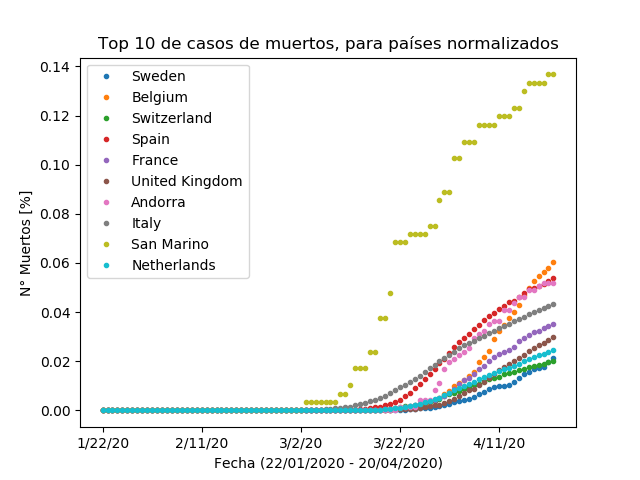 Top 10 de casos de muertos, para países normalizados
N° Muertos [%]
0.14
0.12
0.10
0.08
0.06
0.04
0.02
0.00
Sweden
Belgium
Switzerland
Spain
France
United Kingdom
Andorra
Italy
San Marino
Netherlands
1/22/20 2/11/20 3/2/20 3/22/20 4/11/20
Fecha (22/01/2020 - 20/04/2020)